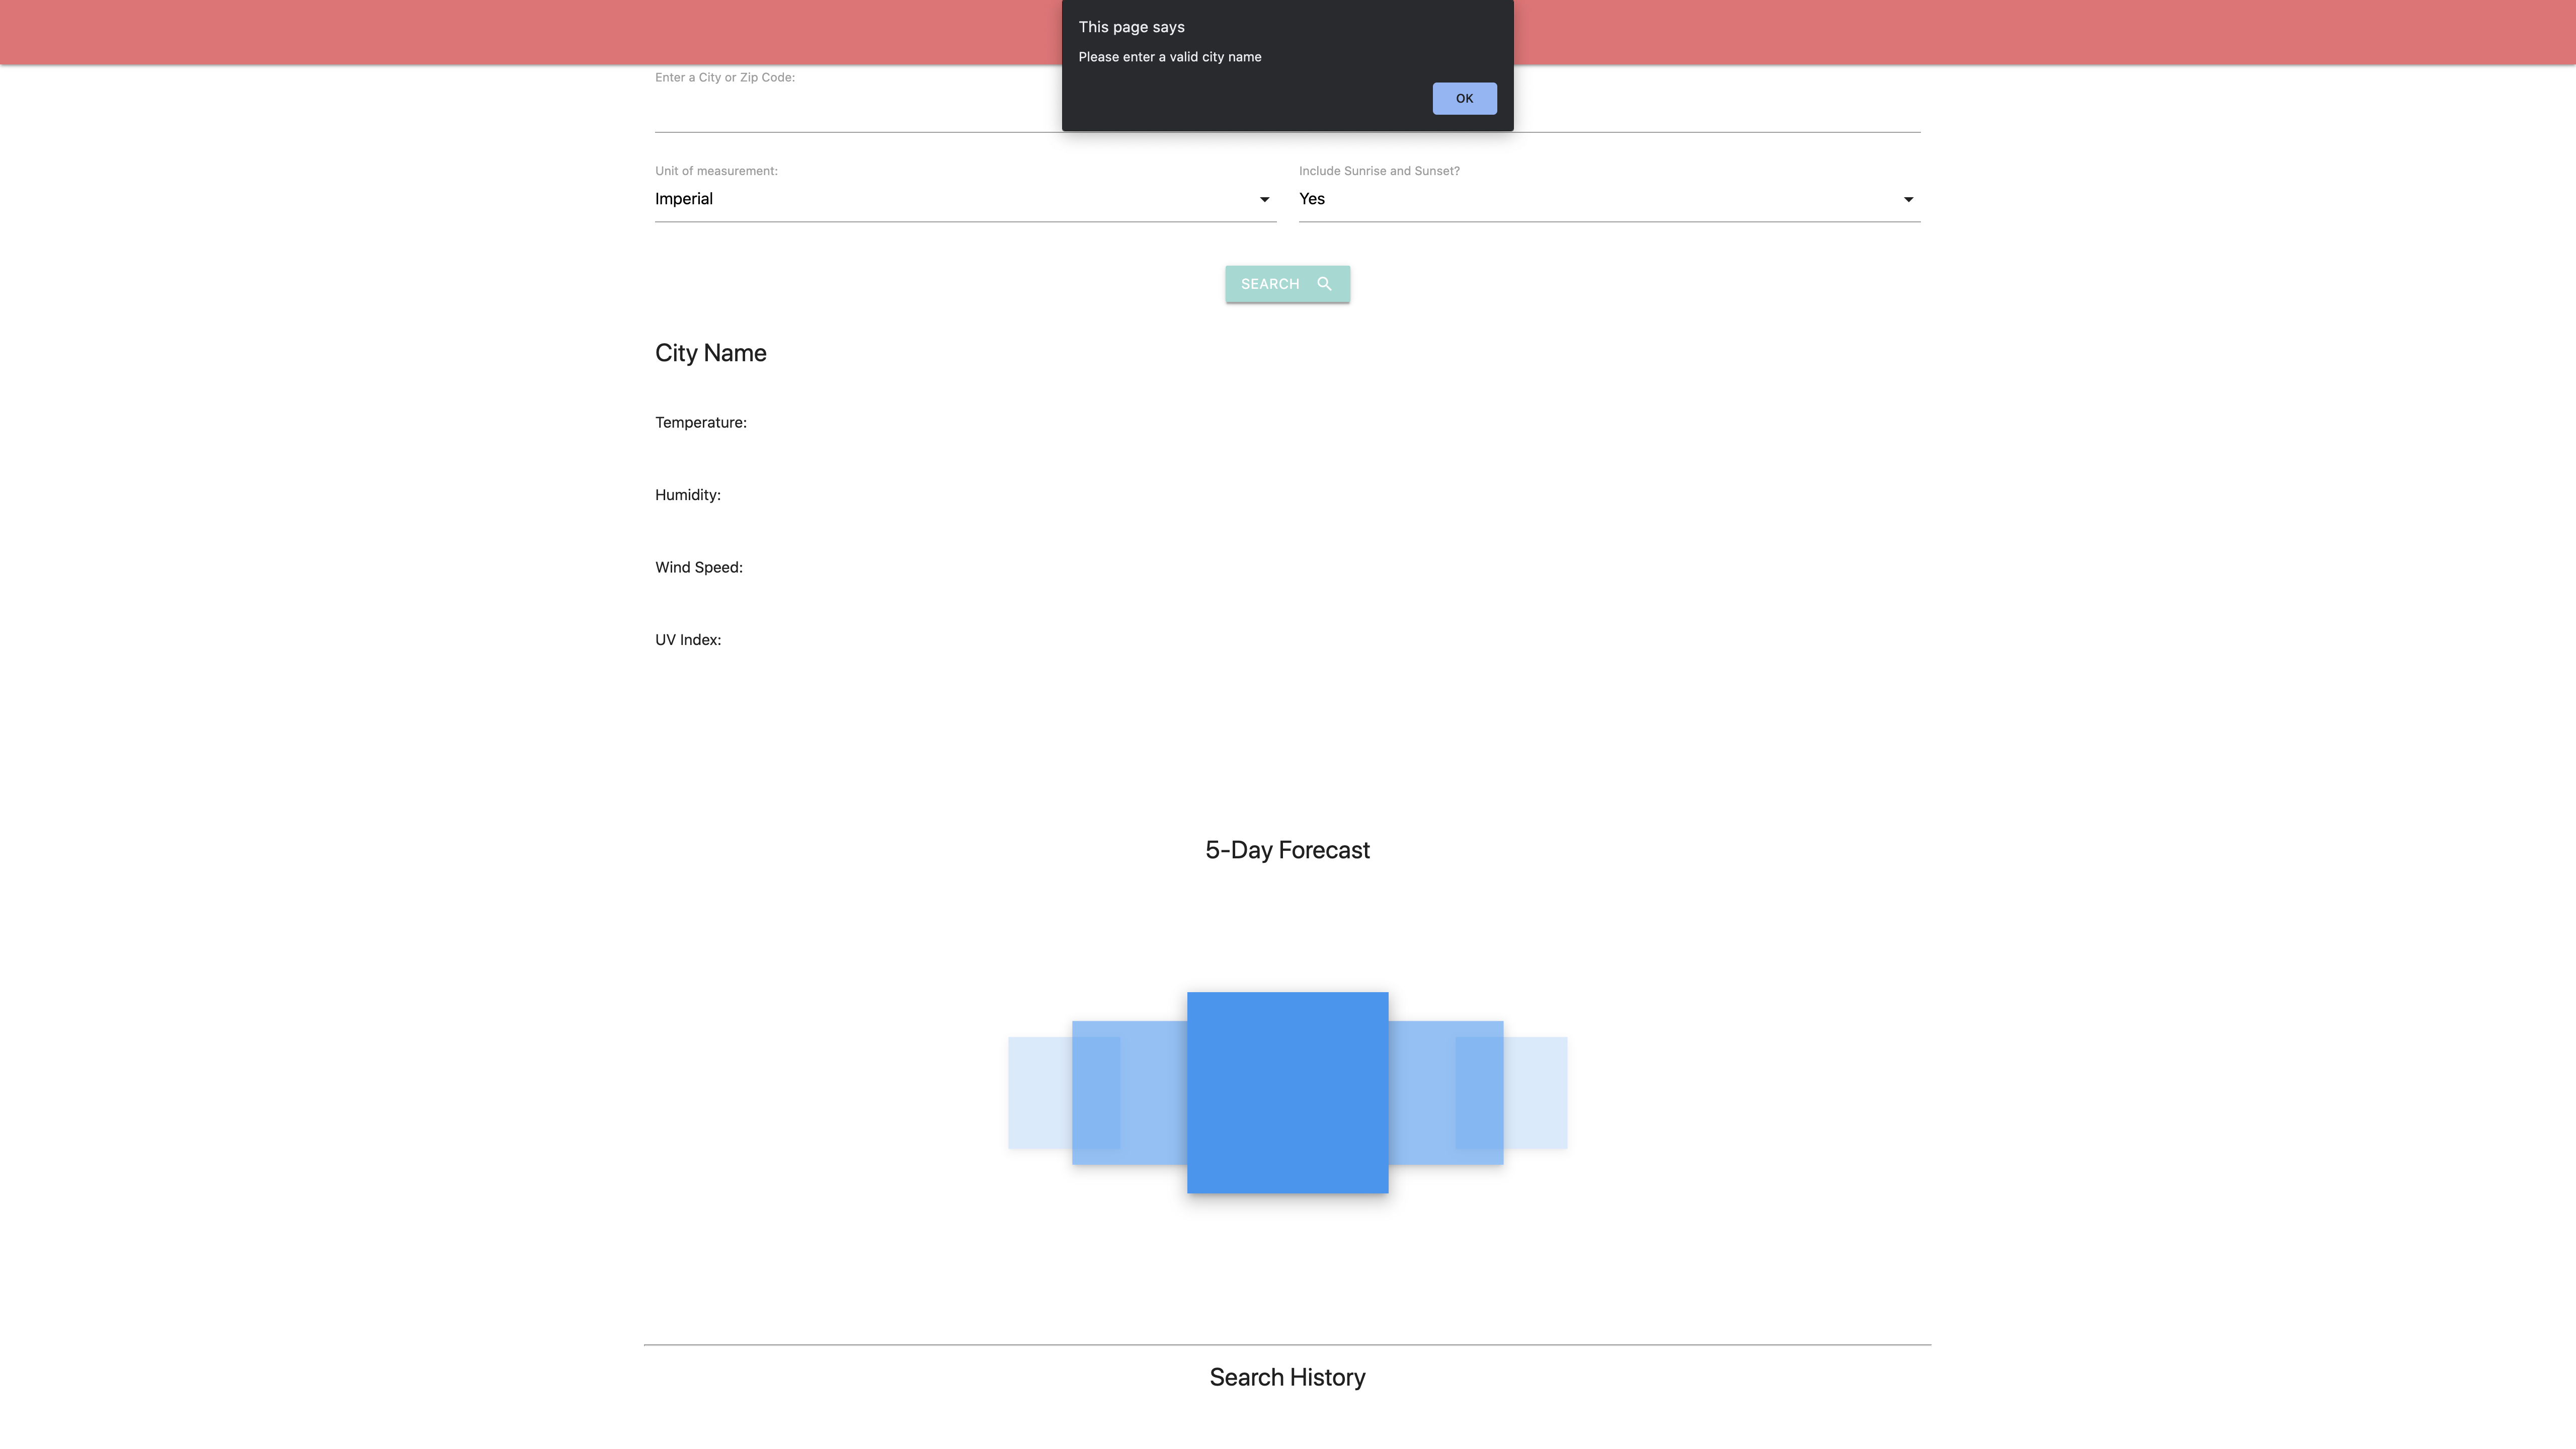 This page says
Please enter a valid city name
OK
Enter a City or Zip Code:
Unit of measurement:
Include Sunrise and Sunset?
Imperial
Yes
SEARCH
City Name
Temperature:
Humidity:
Wind Speed:
UV Index:
5-Day Forecast
Search History